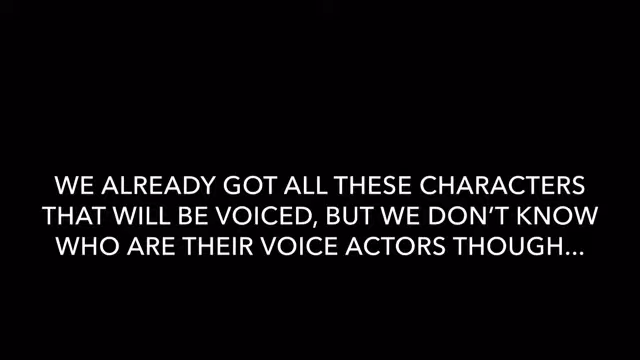 WE ALREADY GOT ALL THESE CHARACTERS
THAT WILL BE VOICED, BUT WE DON’T KNOW
WHO ARE THEIR VOICE ACTORS THOUGH...